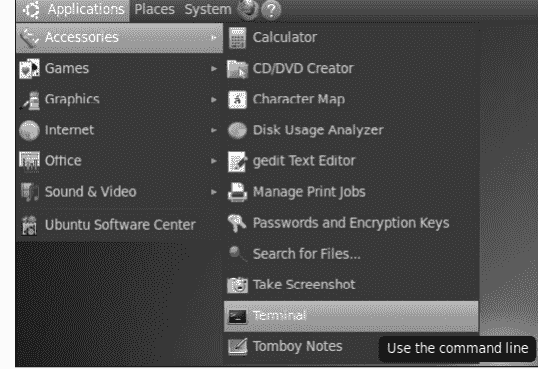 Applications Places System
Accessories
Games
Graphics
Internet
Office
Sound & Video
Ubuntu Software Center
Calculator
CD/DVD Creator
Character Map
Disk Usage Analyzer
gedit Text Editor
Manage Print Jobs
Passwords and Encryption Keys
Search for Files...
Take Screenshot
Terminal
Tomboy Notes
Use the command line